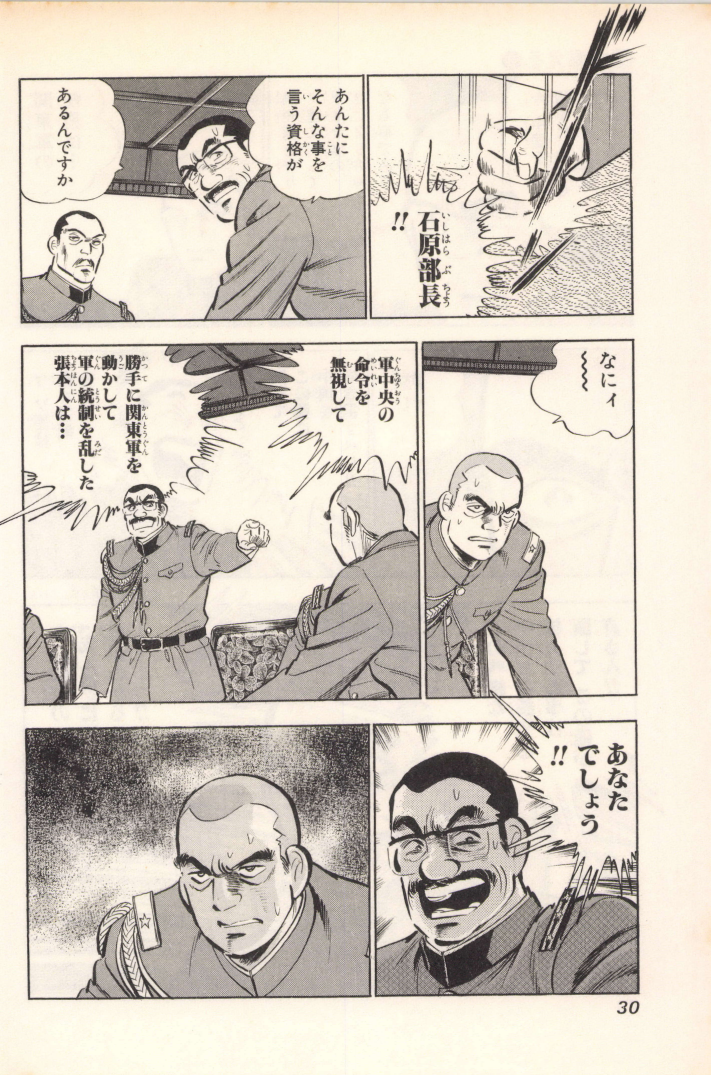 石原部長
!!
あんたに
そんな事を
言う資格が
あるんですか
なにィ
〜〜〜
軍中央の
命令を
無視して
勝手に関東軍を
動かして
軍の統制を乱した
張本人は…
あなた
でしょう
!!
30